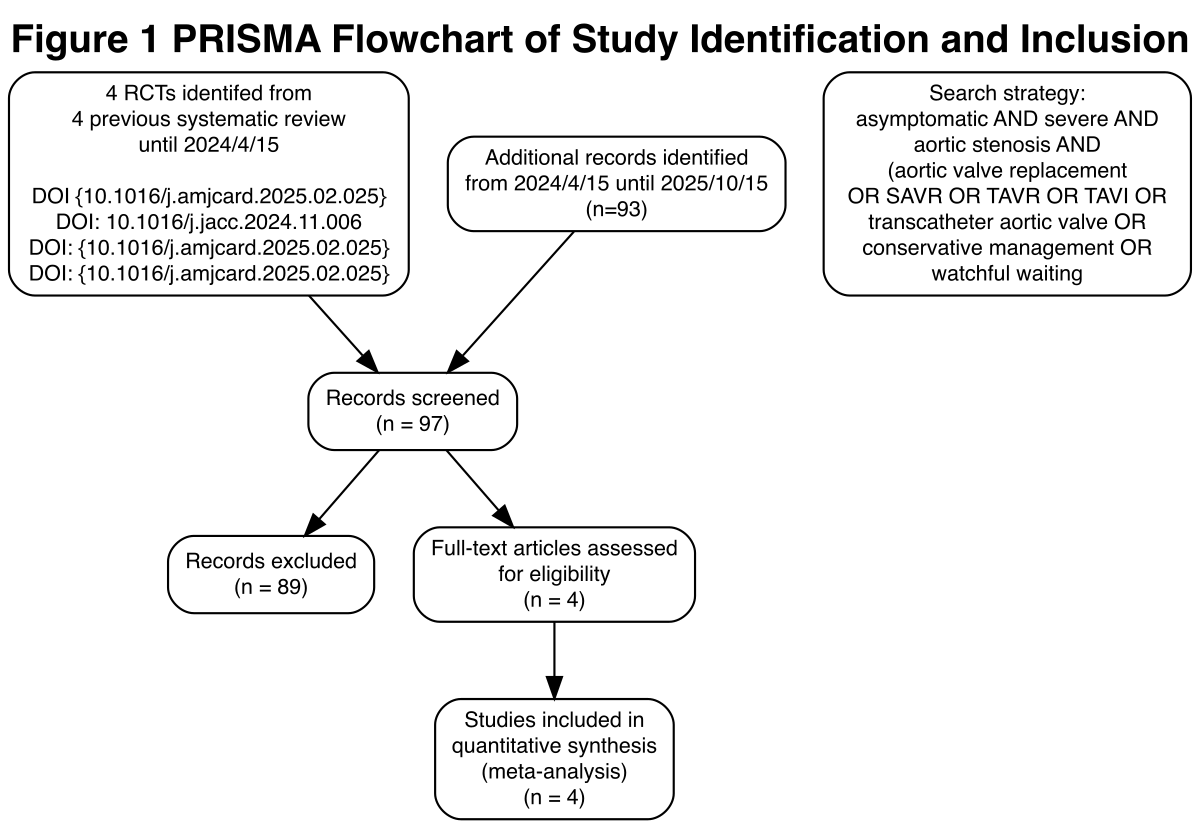 Figure 1 PRISMA Flowchart of Study Identification and Inclusion
4 RCTs identifed from
4 previous systematic review
until 2024/4/15
DOI {10.1016/j.amjcard.2025.02.025}
DOI: 10.1016/j.jacc.2024.11.006
DOI: {10.1016/j.amjcard.2025.02.025}
DOI: {10.1016/j.amjcard.2025.02.025}
Additional records identified
from 2024/4/15 until 2025/10/15
(n=93)
Search strategy:
asymptomatic AND severe AND
aortic stenosis AND
(aortic valve replacement
OR SAVR OR TAVR OR TAVI OR
transcatheter aortic valve OR
conservative management OR
watchful waiting
Records screened
(n = 97)
Records excluded
(n = 89)
Full-text articles assessed
for eligibility
(n = 4)
Studies included in
quantitative synthesis
(meta-analysis)
(n = 4)